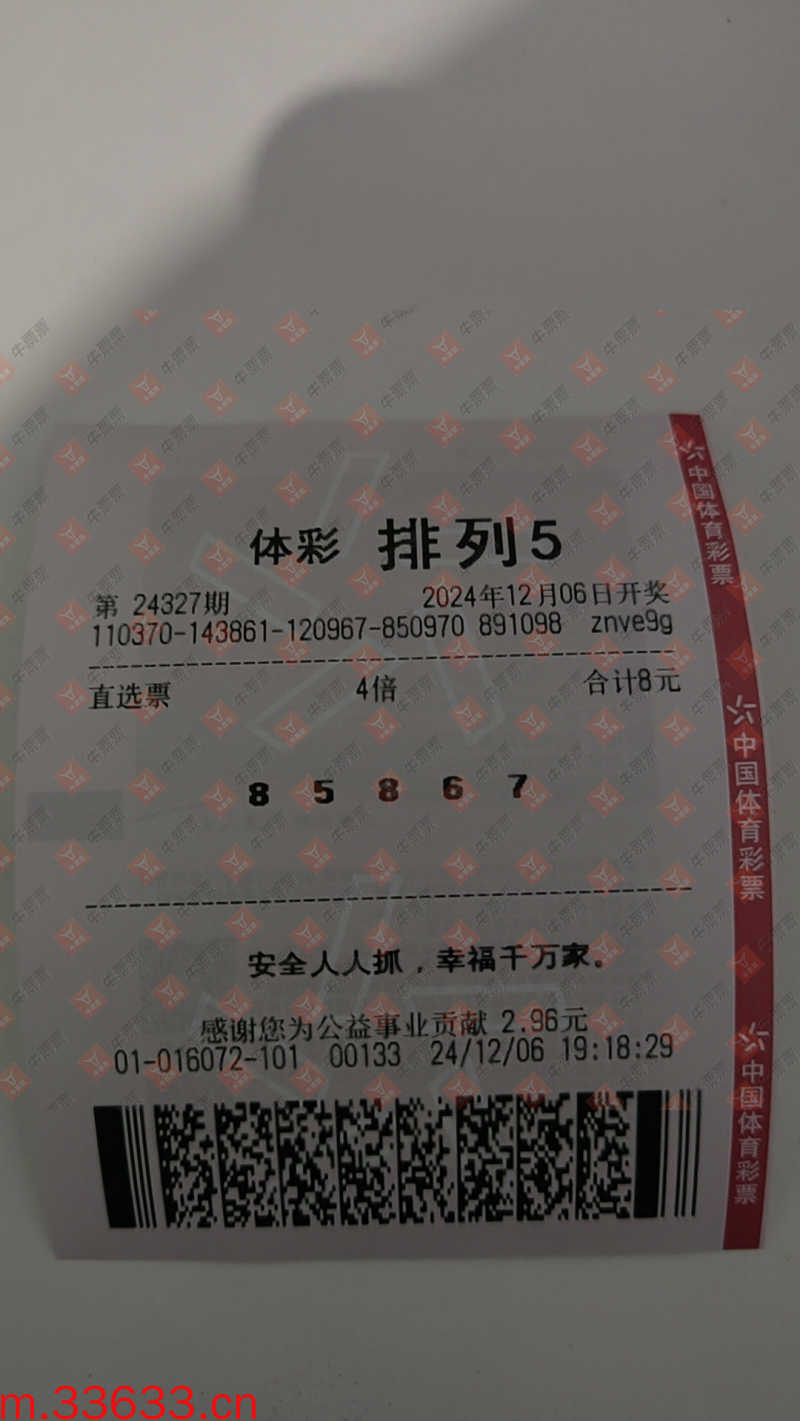 体彩 排列5
第 24327期 2024年12月06日开奖
110370-143861-120967-850970 891098 znve9g
直选票 4倍 合计8元
8 5 8 6 7
安全人人抓，幸福千万家。
感谢您为公益事业贡献 2.96元
01-016072-101 00133 24/12/06 19:18:29
中国体育彩票
中国体育彩票
中国体育彩票
m.33633.cn